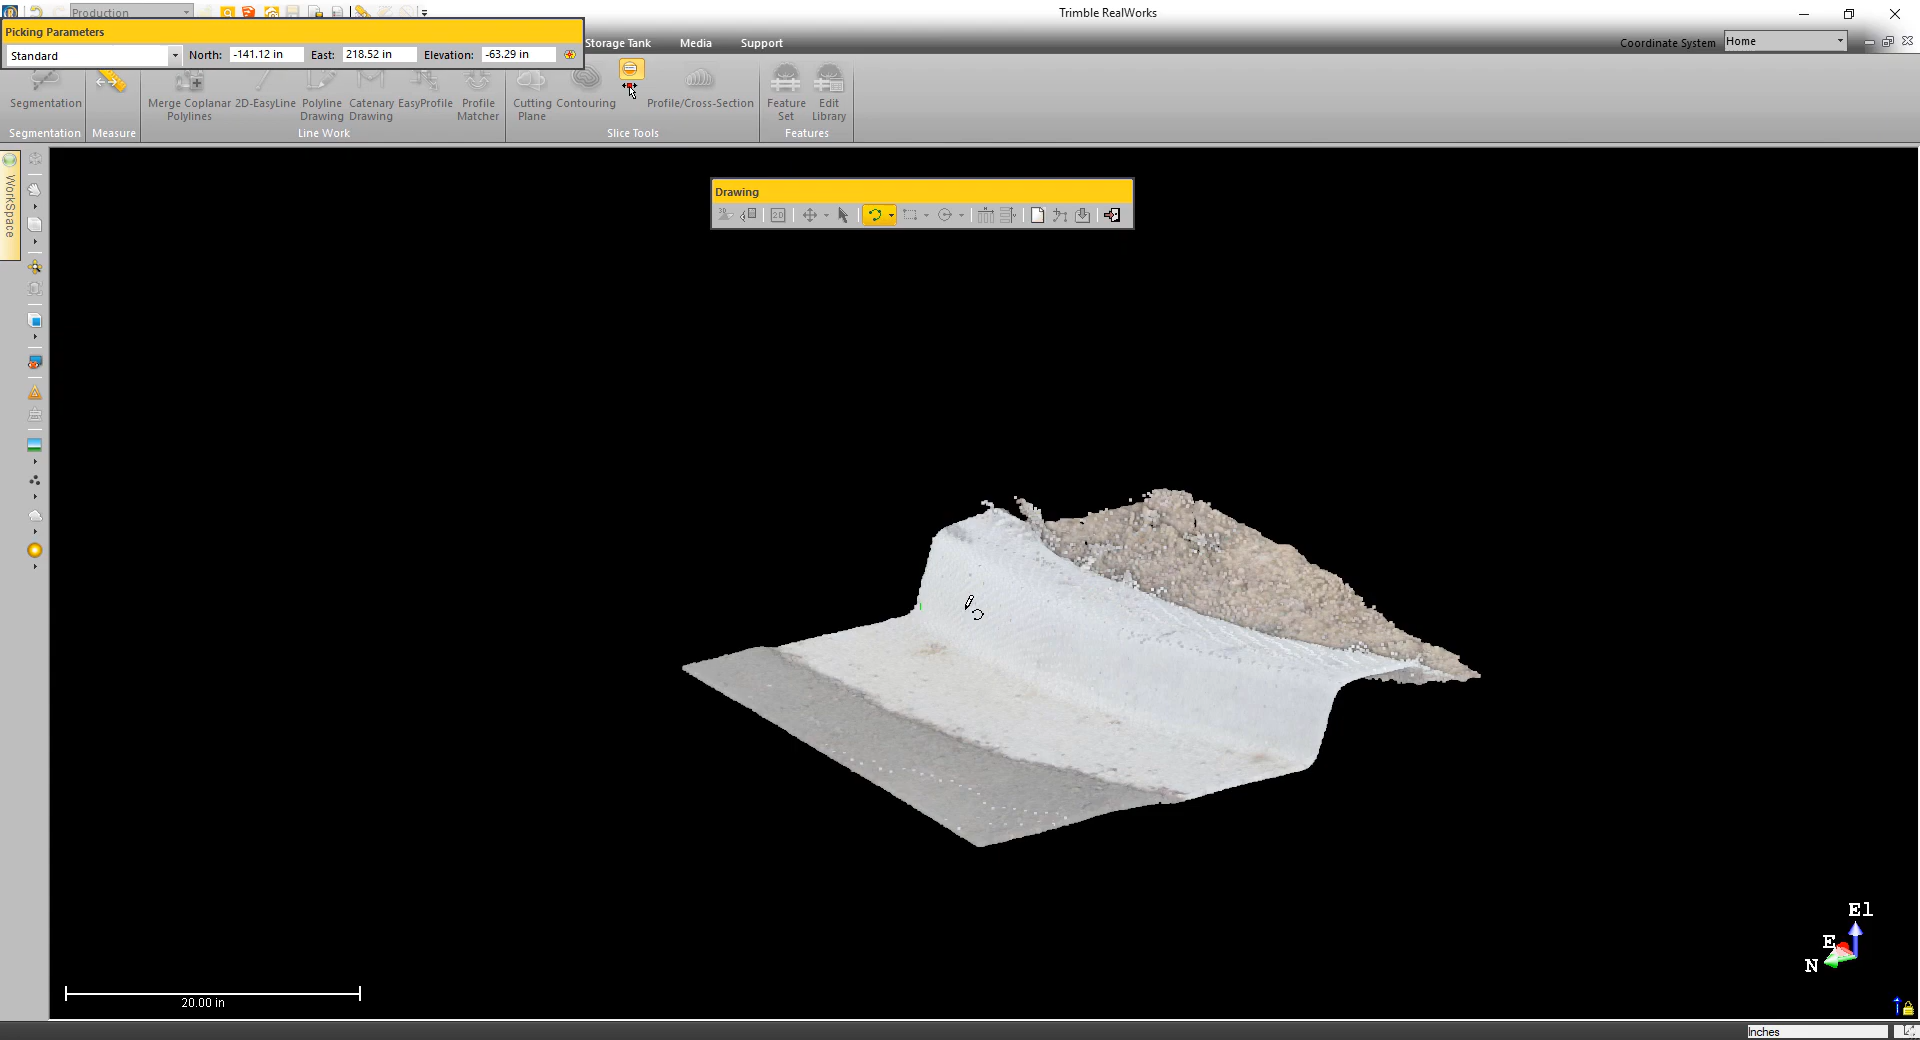 Production
Trimble RealWorks
Picking Parameters
Standard
North: -141.12 in East: 218.52 in Elevation: -63.29 in
Storage Tank Media Support
Coordinate System Home
Segmentation
Merge Coplanar Polylines
2D-EasyLine
Polyline Drawing
Catenary Drawing
EasyProfile
Profile Matcher
Cutting Plane
Contouring
Profile/Cross-Section
Feature Set
Edit Library
Segmentation Measure Line Work Slice Tools Features
WorkSpace
Drawing
2D
El
E
N
20.00 in
Inches